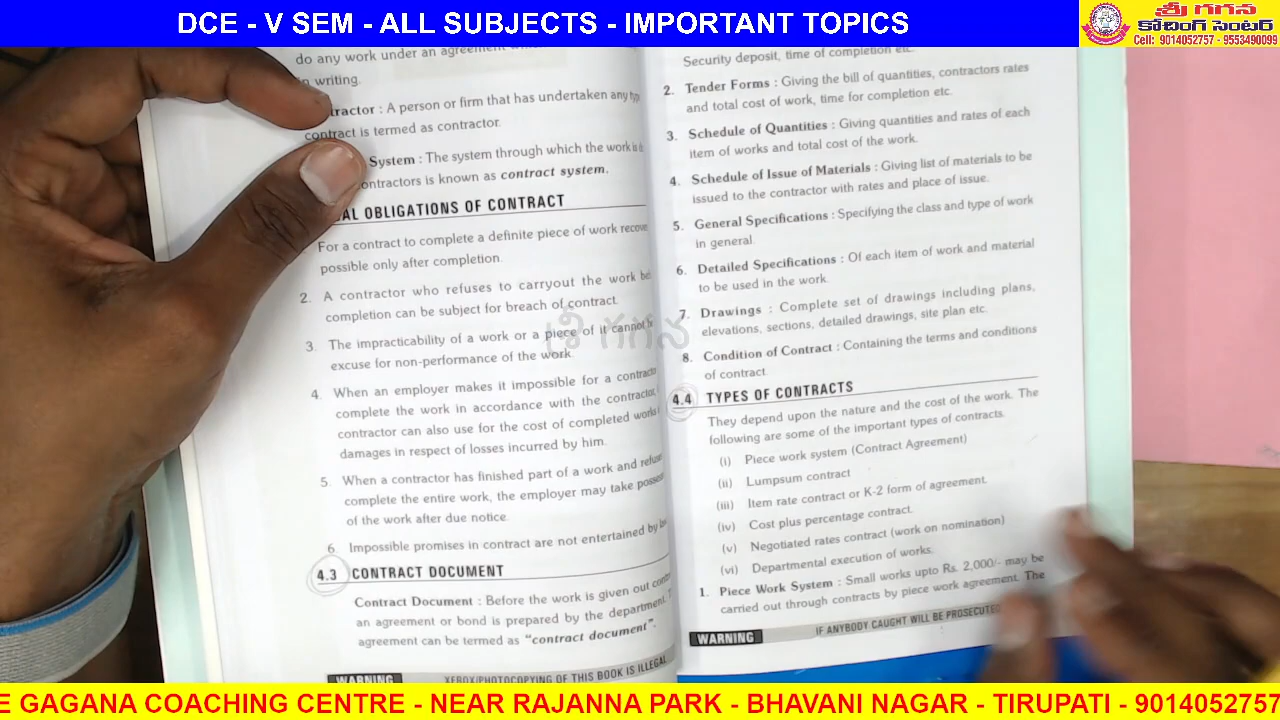 DCE - V SEM - ALL SUBJECTS - IMPORTANT TOPICS
శ్రీ గగన
కోచింగ్ సెంటర్
Cell: 9014052757 - 9553490099
do any work under an agreement
in writing.
tractor : A person or firm that has undertaken any
contract is termed as contractor.
System : The system through which the work is
contractors is known as contract system.
OBLIGATIONS OF CONTRACT
For a contract to complete a definite piece of work
possible only after completion.
2. A contractor who refuses to carryout the work
completion can be subject for breach of contract.
3. The impracticability of a work or a piece of it cannot
excuse for non-performance of the work.
4. When an employer makes it impossible for a
complete the work in accordance with the contractor,
contractor can also use for the cost of completed works
damages in respect of losses incurred by him.
5. When a contractor has finished part of a work and
complete the entire work, the employer may take
of the work after due notice.
6. Impossible promises in contract are not entertained by
4.3 CONTRACT DOCUMENT
Contract Document : Before the work is given out
an agreement or bond is prepared by the department.
agreement can be termed as "contract document".
WARNING XEROX/PHOTOCOPYING OF THIS BOOK IS ILLEGAL
Security deposit, time of completion etc.
2. Tender Forms : Giving the bill of quantities, contractors rates
and total cost of work, time for completion etc.
3. Schedule of Quantities : Giving quantities and rates of each
item of works and total cost of the work.
4. Schedule of Issue of Materials : Giving list of materials to be
issued to the contractor with rates and place of issue.
5. General Specifications : Specifying the class and type of work
in general.
6. Detailed Specifications : Of each item of work and material
to be used in the work.
7. Drawings : Complete set of drawings including plans,
elevations, sections, detailed drawings, site plan etc.
8. Condition of Contract : Containing the terms and conditions
of contract.
4.4 TYPES OF CONTRACTS
They depend upon the nature and the cost of the work. The
following are some of the important types of contracts.
(i) Piece work system (Contract Agreement)
(ii) Lumpsum contract
(iii) Item rate contract or K-2 form of agreement.
(iv) Cost plus percentage contract.
(v) Negotiated rates contract (work on nomination)
(vi) Departmental execution of works.
1. Piece Work System : Small works upto Rs. 2,000/- may be
carried out through contracts by piece work agreement. The
WARNING IF ANYBODY CAUGHT WILL BE PROSECUTED
శ్రీ గగన
E GAGANA COACHING CENTRE - NEAR RAJANNA PARK - BHAVANI NAGAR - TIRUPATI - 9014052757